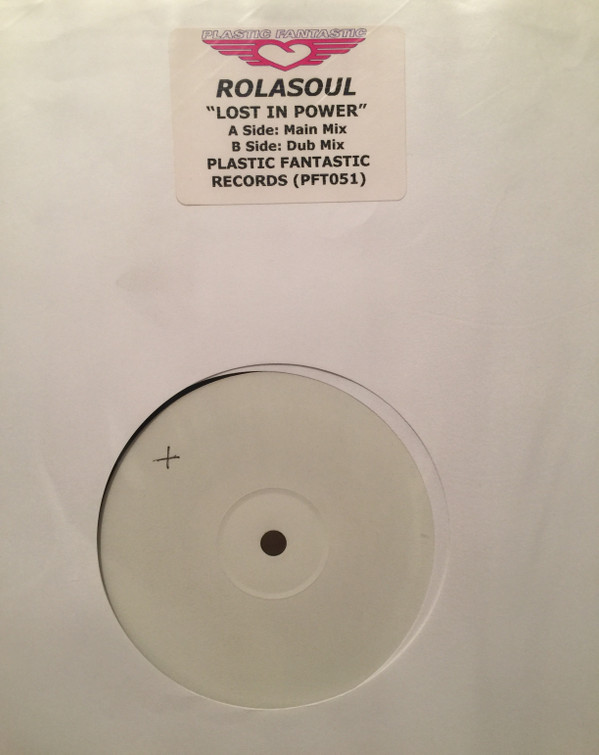 PLASTIC FANTASTIC
ROLASOUL
“LOST IN POWER”
A Side: Main Mix
B Side: Dub Mix
PLASTIC FANTASTIC
RECORDS (PFT051)
+